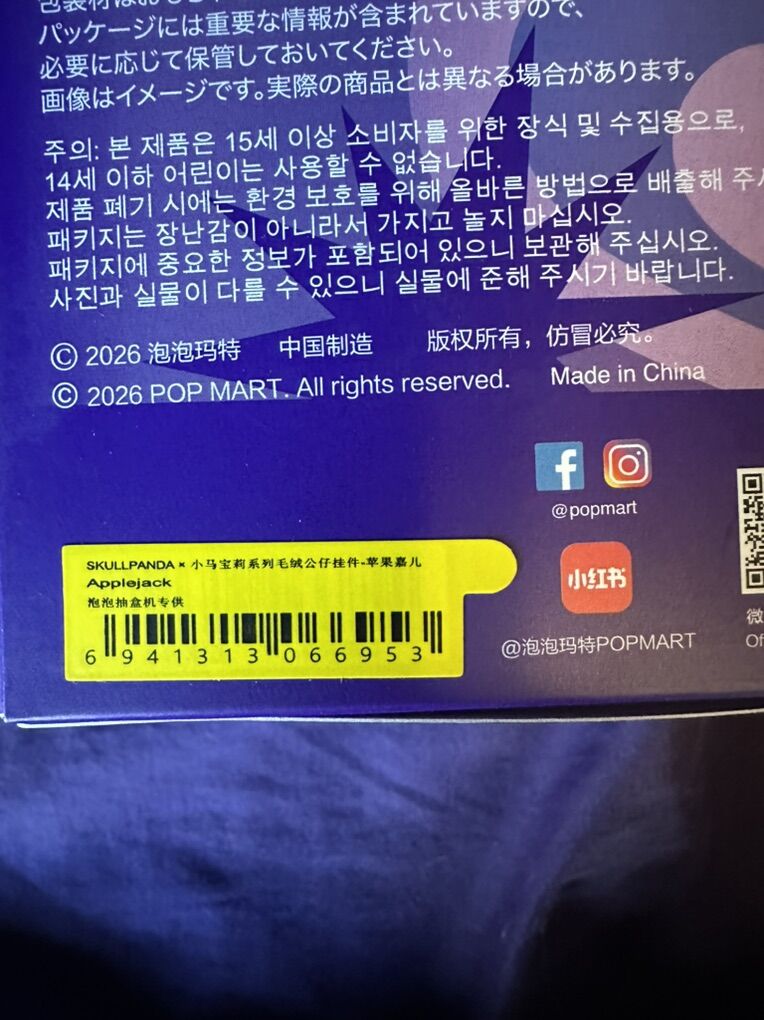 パッケージには重要な情報が含まれていますので、
必要に応じて保管しておいてください。
画像はイメージです。実際の商品とは異なる場合があります。
주의: 본 제품은 15세 이상 소비자를 위한 장식 및 수집용으로,
14세 이하 어린이는 사용할 수 없습니다.
제품 폐기 시에는 환경 보호를 위해 올바른 방법으로 배출해 주시
패키지는 장난감이 아니라서 가지고 놀지 마십시오.
패키지에 중요한 정보가 포함되어 있으니 보관해 주십시오.
사진과 실물이 다를 수 있으니 실물에 준해 주시기 바랍니다.
© 2026 泡泡玛特 中国制造 版权所有，仿冒必究。
© 2026 POP MART. All rights reserved. Made in China
@popmart
SKULLPANDA × 小马宝莉系列毛绒公仔挂件-苹果嘉儿
Applejack
泡泡抽盒机专供
6 941313 066953
小红书
@泡泡玛特POPMART
微
Of